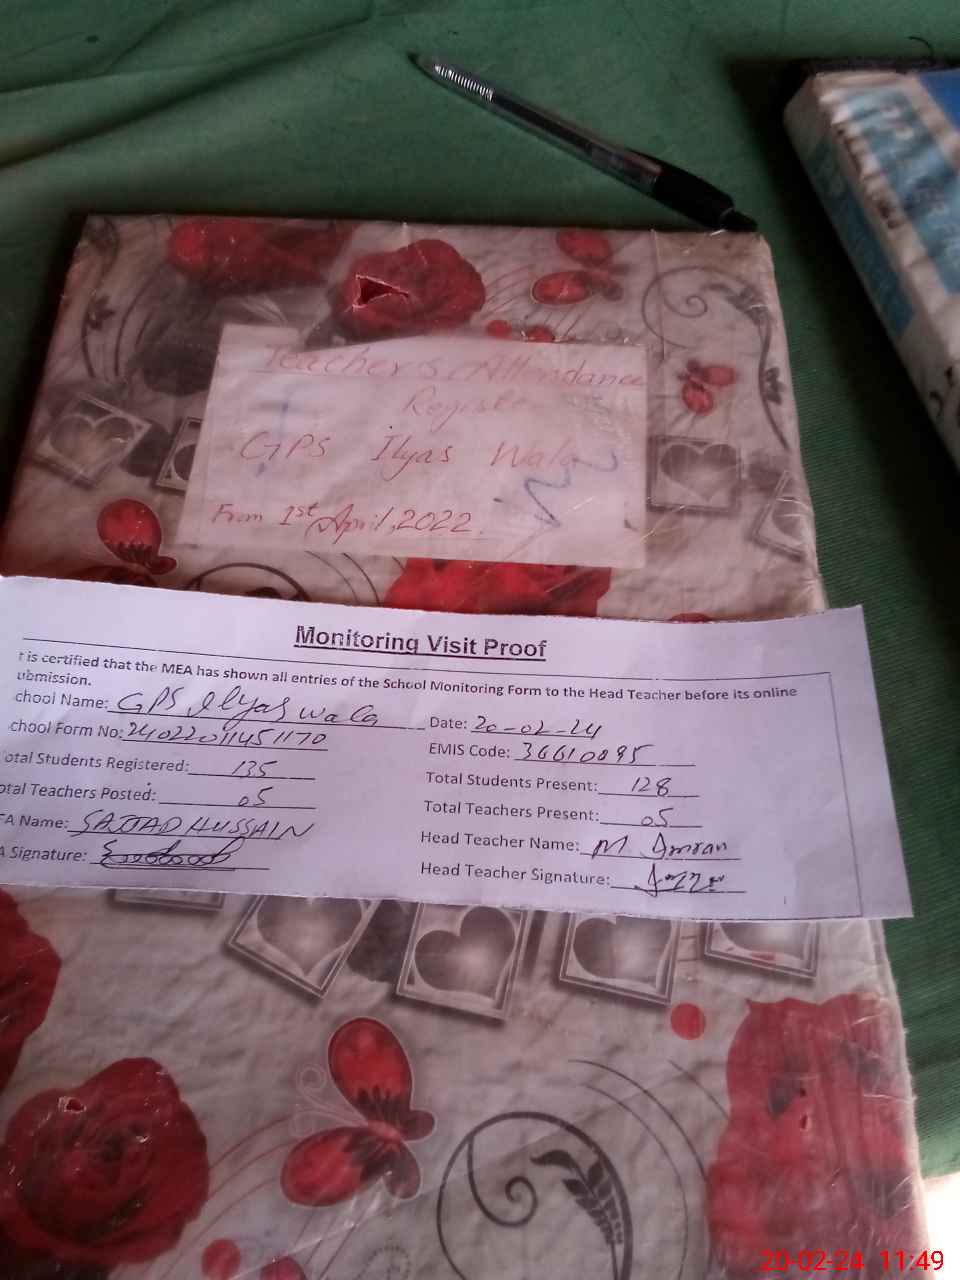 Teachers Attendance
Register
GPS Ilyas Wala
From 1st April, 2022.
Monitoring Visit Proof
t is certified that the MEA has shown all entries of the School Monitoring Form to the Head Teacher before its online
ubmission.
chool Name: GPS Ilyas wala Date: 20-02-24
chool Form No: 24022011451170 EMIS Code: 36610895
otal Students Registered: 135 Total Students Present: 128
otal Teachers Posted: 05 Total Teachers Present: 05
EA Name: SAJJAD HUSSAIN Head Teacher Name: M Imran
A Signature: Head Teacher Signature:
20-02-24 11:49